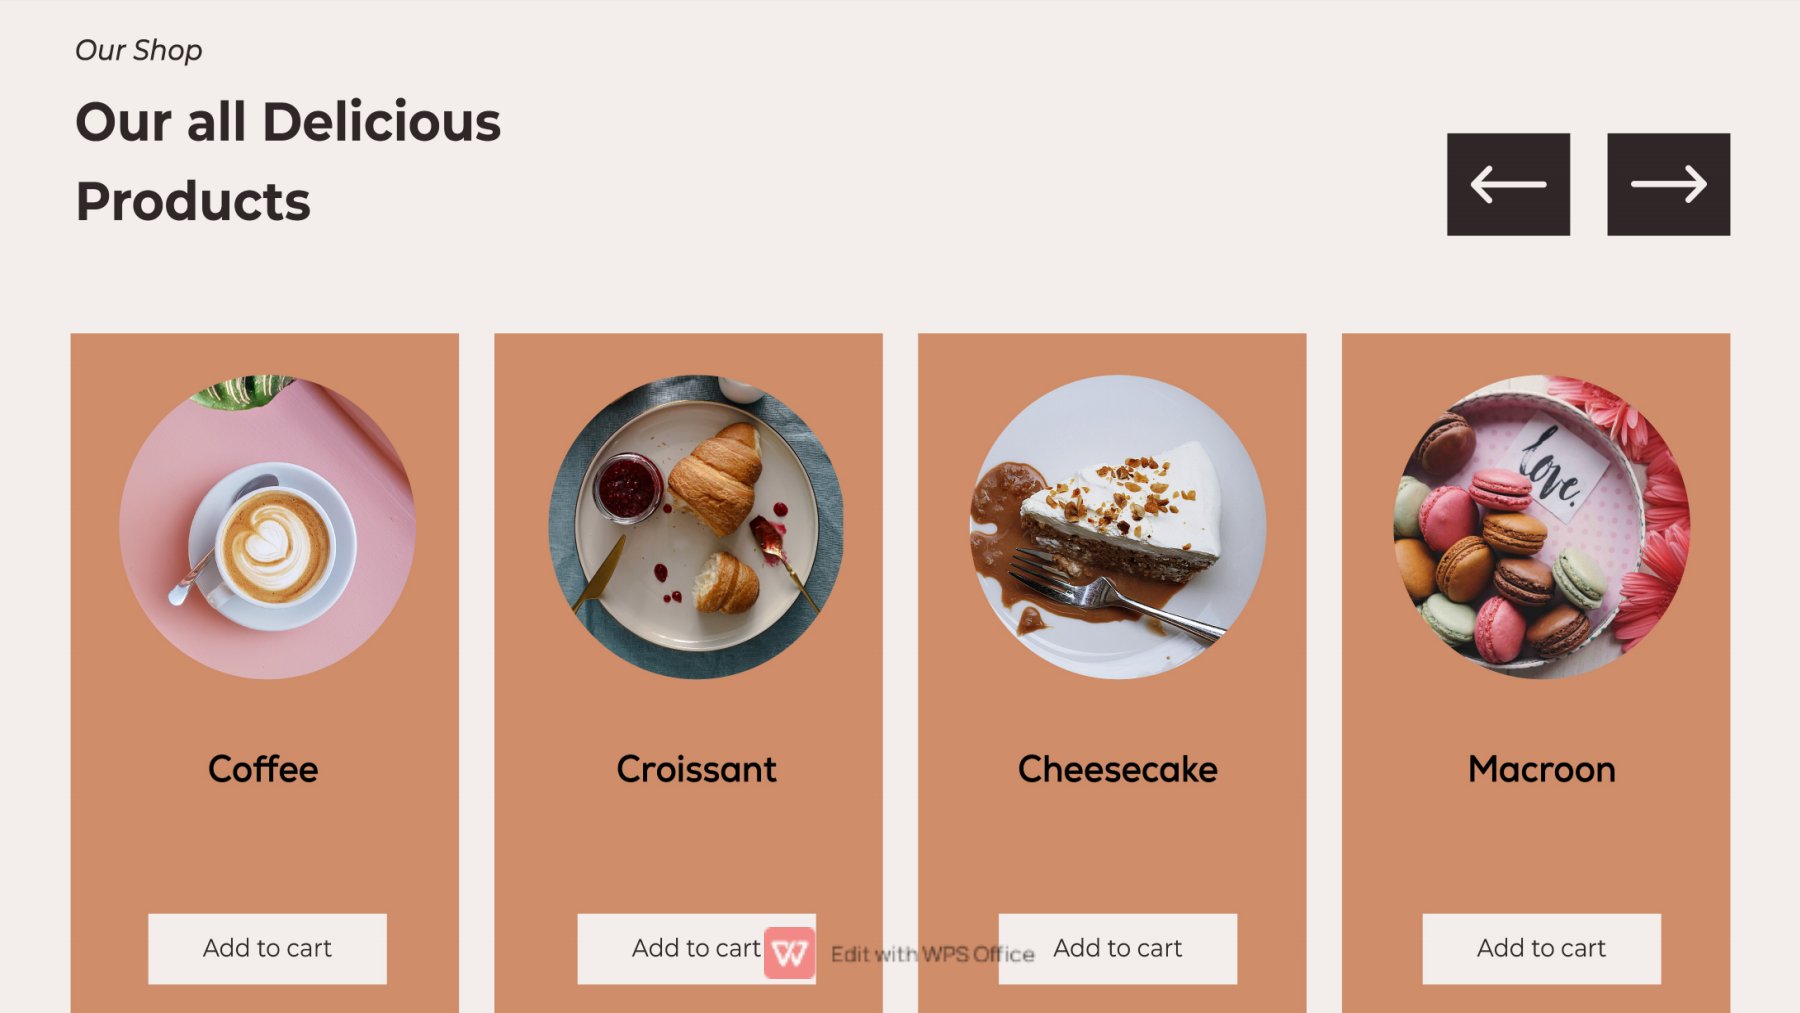 Our Shop
Our all Delicious
Products
love.
Coffee
Croissant
Cheesecake
Macroon
Add to cart
Add to cart
Edit with WPS Office
Add to cart
Add to cart